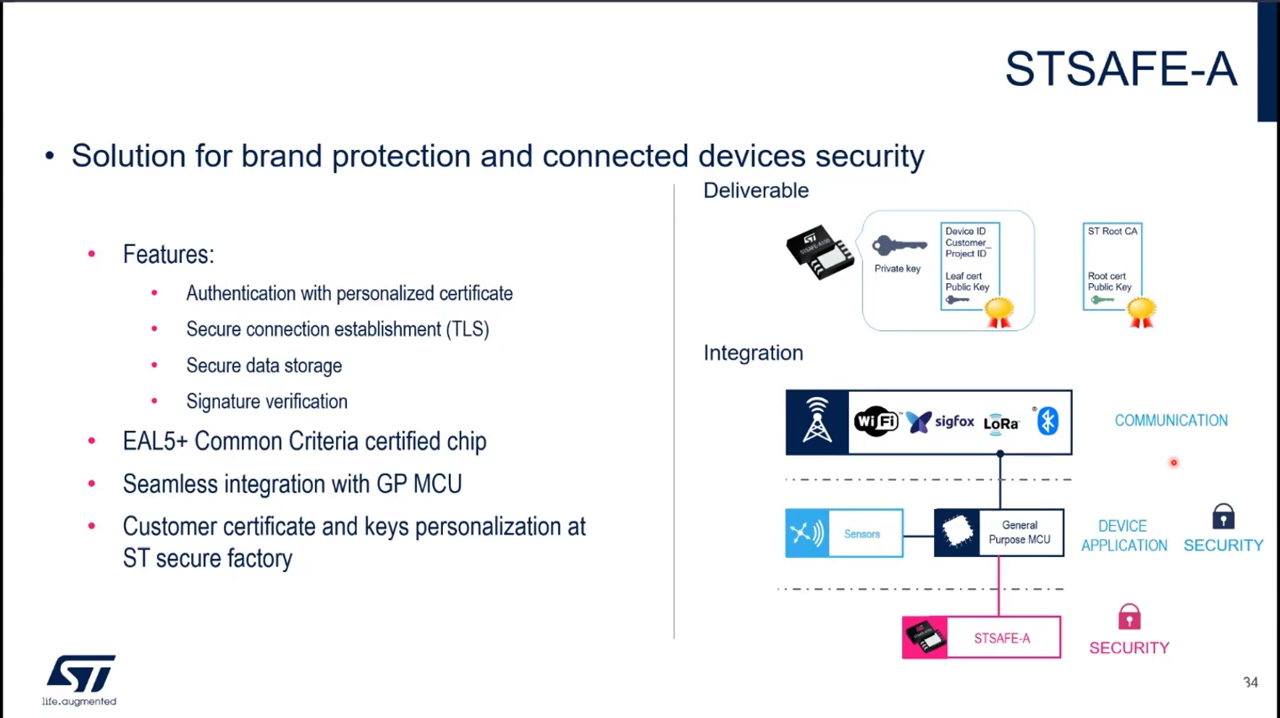 STSAFE-A
• Solution for brand protection and connected devices security
• Features:
• Authentication with personalized certificate
• Secure connection establishment (TLS)
• Secure data storage
• Signature verification
• EAL5+ Common Criteria certified chip
• Seamless integration with GP MCU
• Customer certificate and keys personalization at
ST secure factory
Deliverable
Private key
Device ID
Customer_
Project ID
Leaf cert
Public Key
ST Root CA
Root cert
Public Key
Integration
WiFi
sigfox
LoRa
COMMUNICATION
Sensors
General
Purpose MCU
DEVICE
APPLICATION
SECURITY
STSAFE-A
SECURITY
ST
life.augmented
34